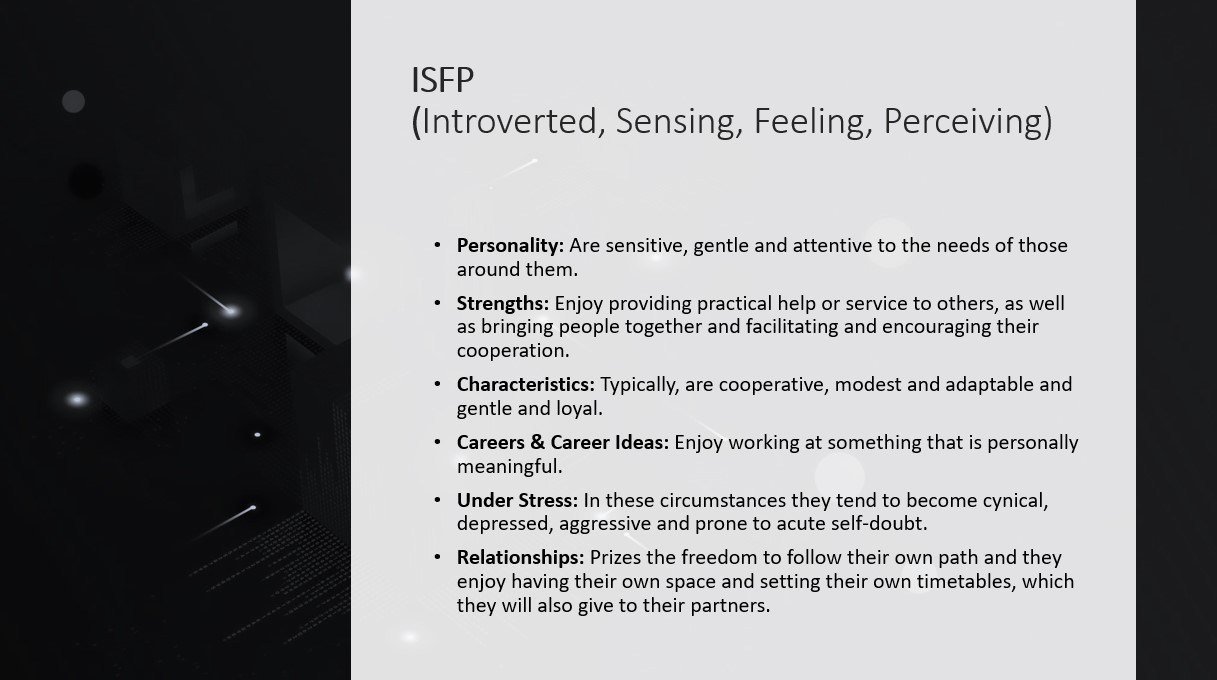 ISFP
(Introverted, Sensing, Feeling, Perceiving)
• Personality: Are sensitive, gentle and attentive to the needs of those
around them.
• Strengths: Enjoy providing practical help or service to others, as well
as bringing people together and facilitating and encouraging their
cooperation.
• Characteristics: Typically, are cooperative, modest and adaptable and
gentle and loyal.
• Careers & Career Ideas: Enjoy working at something that is personally
meaningful.
• Under Stress: In these circumstances they tend to become cynical,
depressed, aggressive and prone to acute self-doubt.
• Relationships: Prizes the freedom to follow their own path and they
enjoy having their own space and setting their own timetables, which
they will also give to their partners.